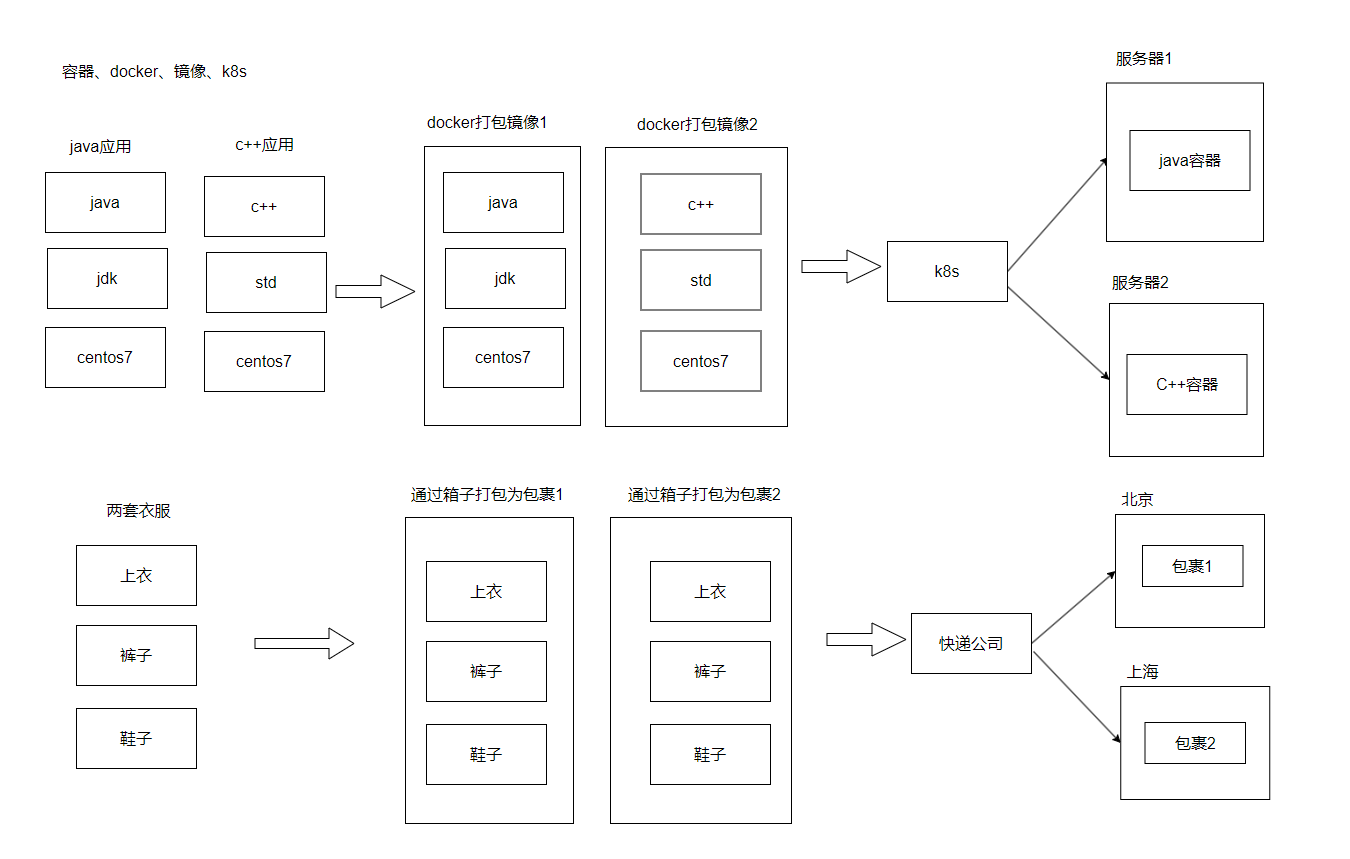 容器、docker、镜像、k8s
java应用
c++应用
java
c++
jdk
std
centos7
centos7
docker打包镜像1
docker打包镜像2
java
c++
jdk
std
centos7
centos7
k8s
服务器1
java容器
服务器2
C++容器
两套衣服
上衣
裤子
鞋子
通过箱子打包为包裹1
通过箱子打包为包裹2
上衣
上衣
裤子
裤子
鞋子
鞋子
快递公司
北京
包裹1
上海
包裹2